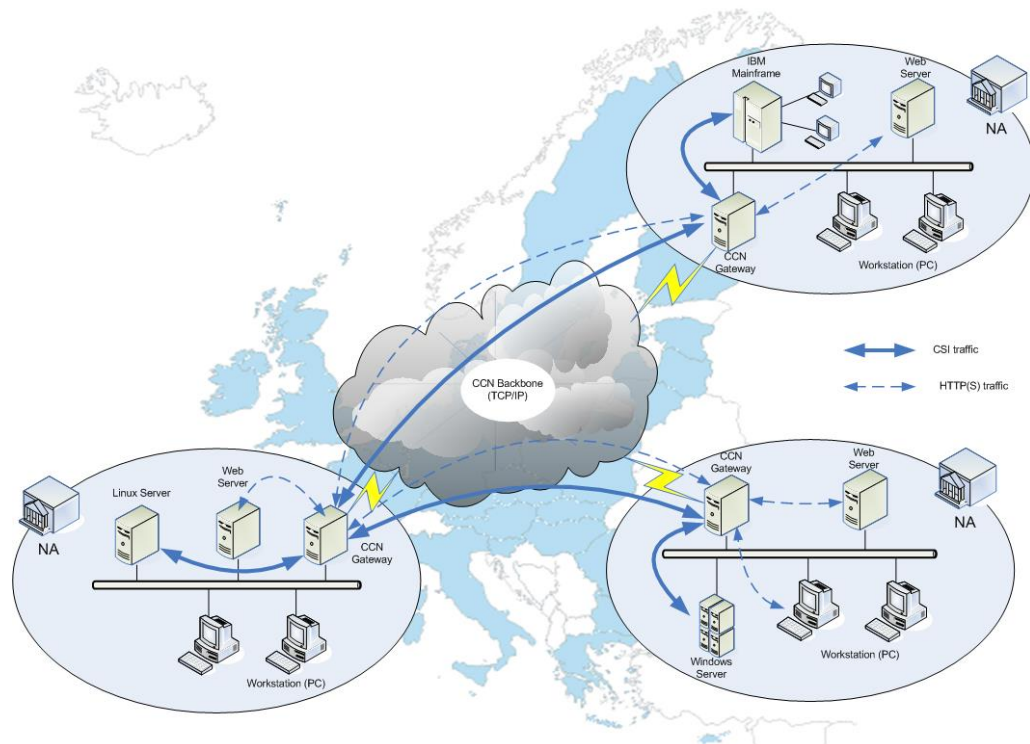 IBM
Mainframe
Web
Server
NA
CCN
Gateway
Workstation (PC)
CSI traffic
HTTP(S) traffic
CCN Backbone
(TCP/IP)
Linux Server
Web
Server
NA
CCN
Gateway
Workstation (PC)
CCN
Gateway
Web
Server
NA
Windows
Server
Workstation (PC)